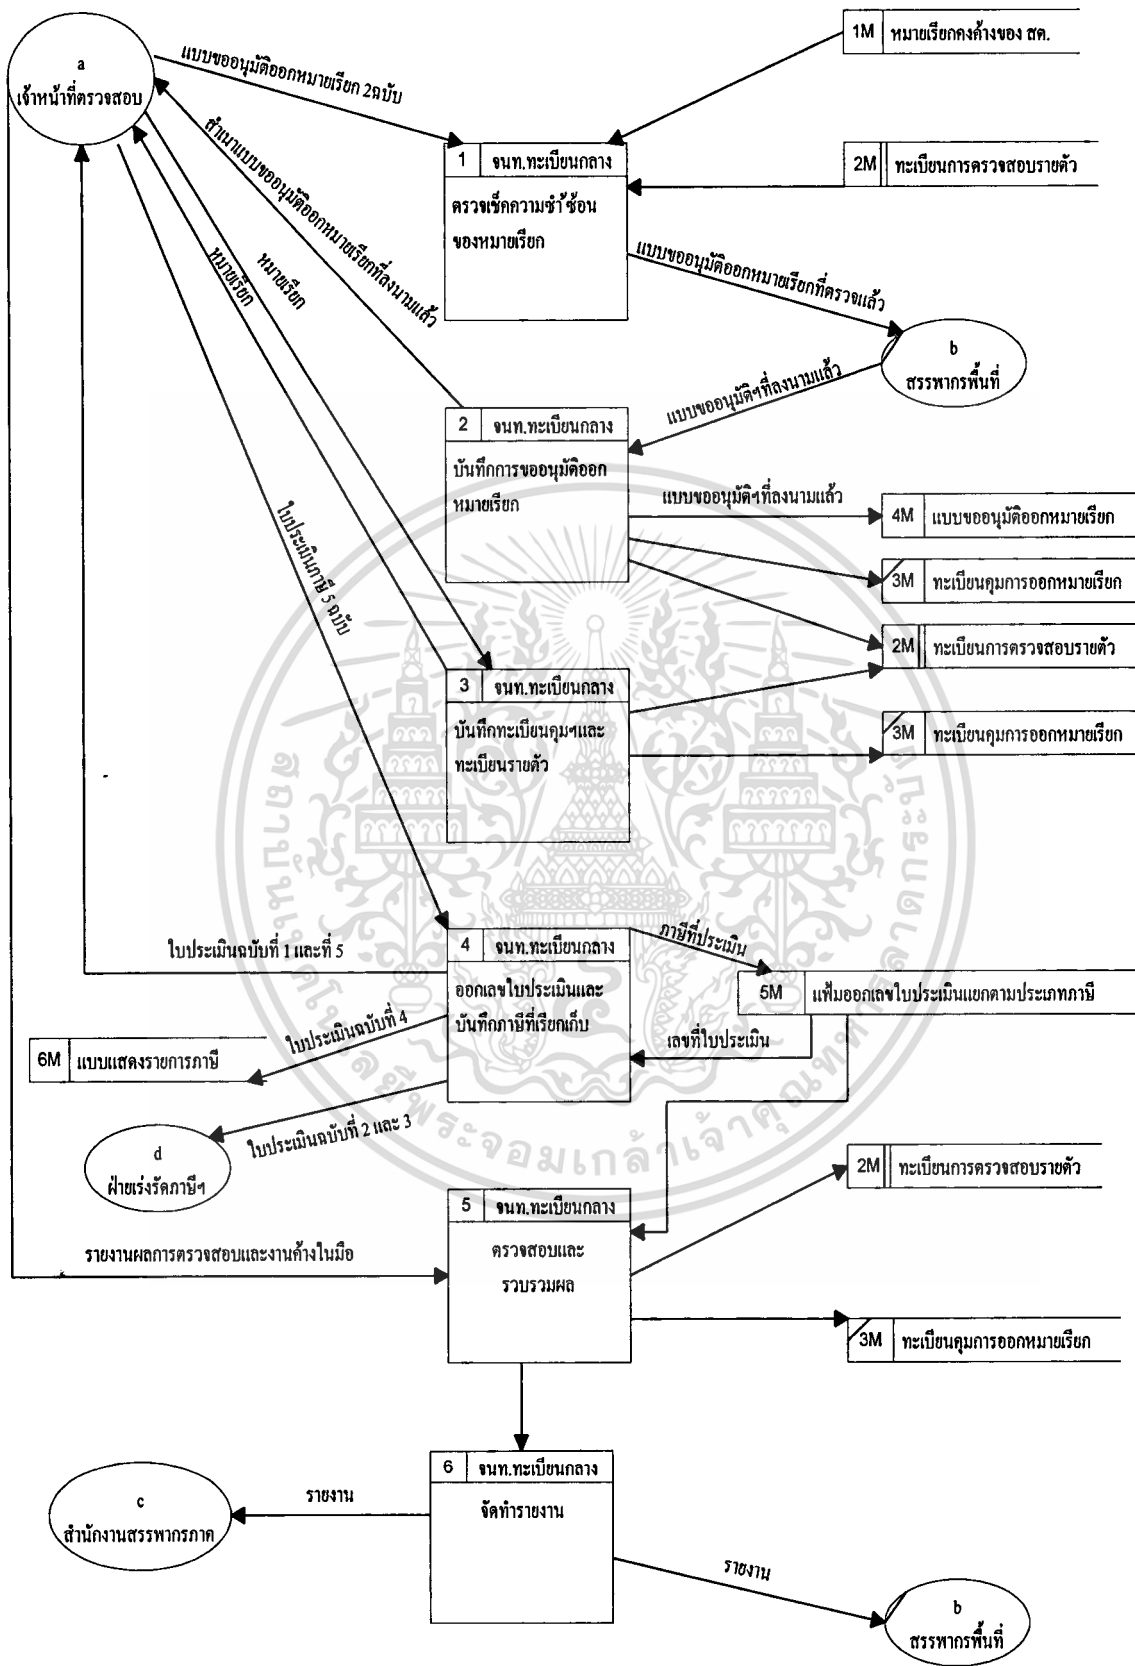 a
เจ้าหน้าที่ตรวจสอบ
แบบขออนุมัติออกหมายเรียก 2ฉบับ
1M หมายเรียกคงค้างของ สต.
สำเนาแบบขออนุมัติออกหมายเรียกที่ลงนามแล้ว
1 จนท.ทะเบียนกลาง
ตรวจเช็คความซ้ำซ้อน
ของหมายเรียก
2M ทะเบียนการตรวจสอบรายตัว
หมายเรียก
หมายเรียก
แบบขออนุมัติออกหมายเรียกที่ตรวจแล้ว
b
สรรพากรพื้นที่
แบบขออนุมัติฯที่ลงนามแล้ว
2 จนท.ทะเบียนกลาง
บันทึกการขออนุมัติออก
หมายเรียก
แบบขออนุมัติฯที่ลงนามแล้ว
4M แบบขออนุมัติออกหมายเรียก
3M ทะเบียนคุมการออกหมายเรียก
2M ทะเบียนการตรวจสอบรายตัว
ใบประเมินภาษี 5 ฉบับ
3 จนท.ทะเบียนกลาง
บันทึกทะเบียนคุมฯและ
ทะเบียนรายตัว
3M ทะเบียนคุมการออกหมายเรียก
สถาบันเทคโนโลยีพระจอมเกล้าเจ้าคุณทหารลาดกระบัง
ใบประเมินฉบับที่ 1 และที่ 5
4 จนท.ทะเบียนกลาง
ออกเลขใบประเมินและ
บันทึกภาษีที่เรียกเก็บ
ภาษีที่ประเมิน
5M แฟ้มออกเลขใบประเมินแยกตามประเภทภาษี
เลขที่ใบประเมิน
ใบประเมินฉบับที่ 4
6M แบบแสดงรายการภาษี
ใบประเมินฉบับที่ 2 และ 3
d
ฝ่ายเร่งรัดภาษีฯ
2M ทะเบียนการตรวจสอบรายตัว
รายงานผลการตรวจสอบและงานค้างในมือ
5 จนท.ทะเบียนกลาง
ตรวจสอบและ
รวบรวมผล
3M ทะเบียนคุมการออกหมายเรียก
6 จนท.ทะเบียนกลาง
จัดทำรายงาน
รายงาน
c
สำนักงานสรรพากรภาค
รายงาน
b
สรรพากรพื้นที่